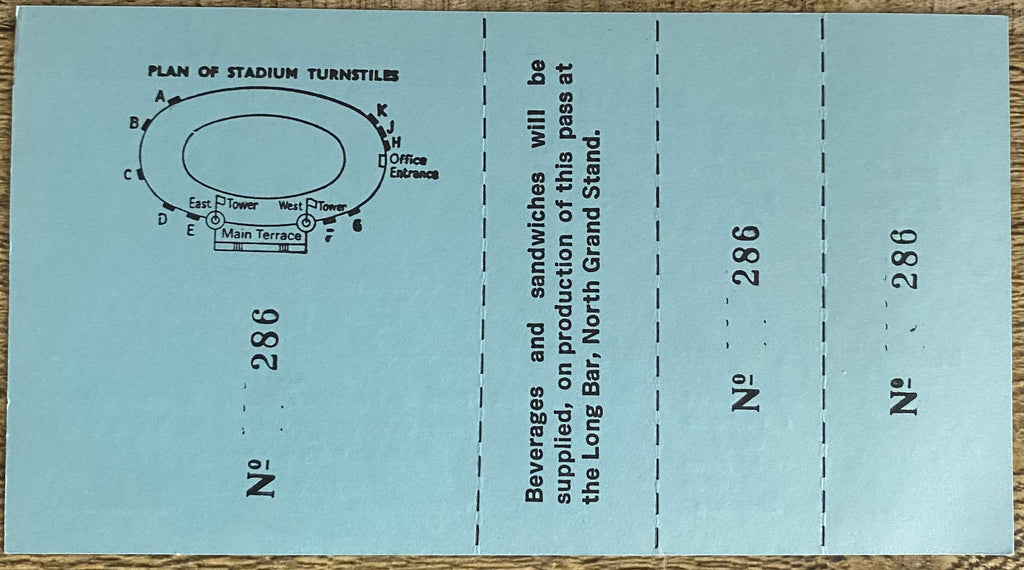 PLAN OF STADIUM TURNSTILES
A
B
C
D
E
K
J
H
Office
Entrance
East Tower
West Tower
F
G
Main Terrace
Nº 286
Beverages and sandwiches will be
supplied, on production of this pass at
the Long Bar, North Grand Stand.
Nº 286
Nº 286